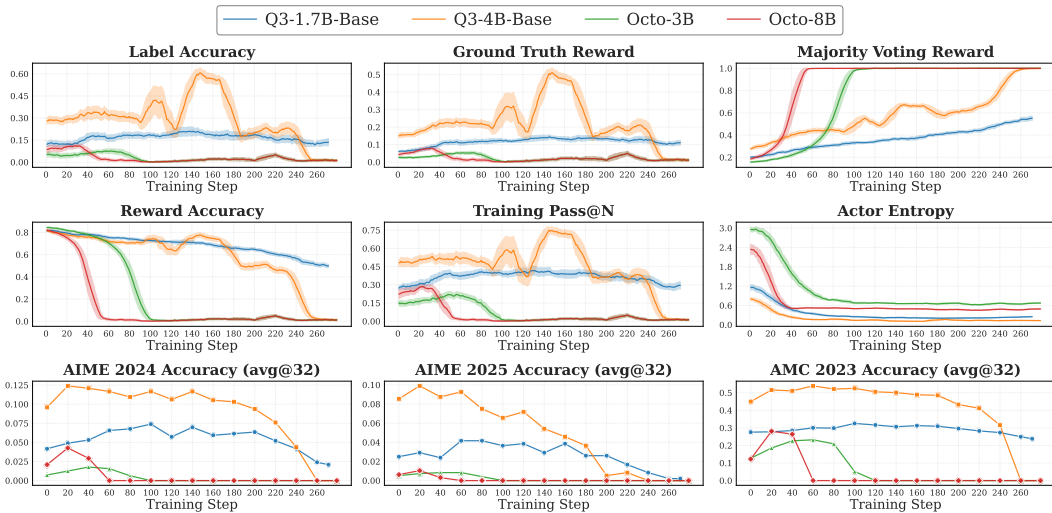 Q3-1.7B-Base Q3-4B-Base Octo-3B Octo-8B
Label Accuracy Ground Truth Reward Majority Voting Reward
0.60
0.45
0.30
0.15
0.00
0 20 40 60 80 100 120 140 160 180 200 220 240 260
Training Step
0.5
0.4
0.3
0.2
0.1
0.0
0 20 40 60 80 100 120 140 160 180 200 220 240 260
Training Step
1.0
0.8
0.6
0.4
0.2
0 20 40 60 80 100 120 140 160 180 200 220 240 260
Training Step
Reward Accuracy Training Pass@N Actor Entropy
0.8
0.6
0.4
0.2
0.0
0 20 40 60 80 100 120 140 160 180 200 220 240 260
Training Step
0.75
0.60
0.45
0.30
0.15
0.00
0 20 40 60 80 100 120 140 160 180 200 220 240 260
Training Step
3.0
2.4
1.8
1.2
0.6
0.0
0 20 40 60 80 100 120 140 160 180 200 220 240 260
Training Step
AIME 2024 Accuracy (avg@32) AIME 2025 Accuracy (avg@32) AMC 2023 Accuracy (avg@32)
0.125
0.100
0.075
0.050
0.025
0.000
0 20 40 60 80 100 120 140 160 180 200 220 240 260
Training Step
0.10
0.08
0.06
0.04
0.02
0.00
0 20 40 60 80 100 120 140 160 180 200 220 240 260
Training Step
0.5
0.4
0.3
0.2
0.1
0.0
0 20 40 60 80 100 120 140 160 180 200 220 240 260
Training Step